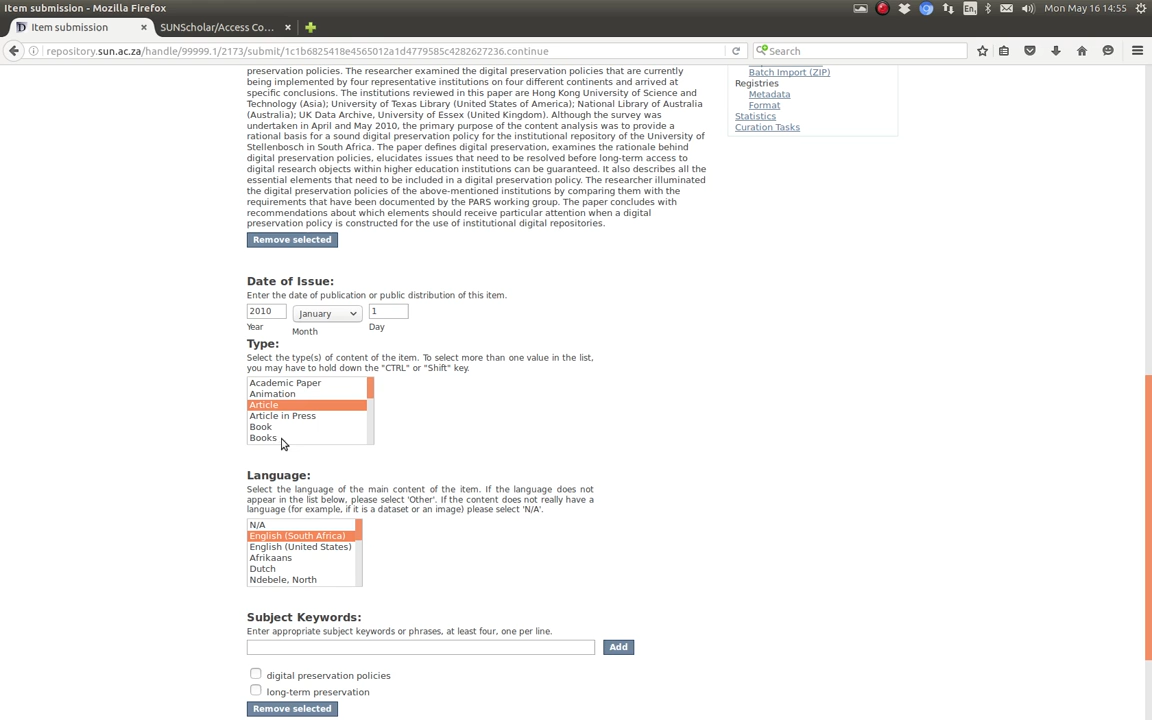 Item submission - Mozilla Firefox
En
Mon May 16 14:55
Item submission
SUNScholar/Access Co...
repository.sun.ac.za/handle/99999.1/2173/submit/1c1b6825418e4565012a1d4779585c4282627236.continue
Search
preservation policies. The researcher examined the digital preservation policies that are currently
being implemented by four representative institutions on four different continents and arrived at
specific conclusions. The institutions reviewed in this paper are Hong Kong University of Science and
Technology (Asia); University of Texas Library (United States of America); National Library of Australia
(Australia); UK Data Archive, University of Essex (United Kingdom). Although the survey was
undertaken in April and May 2010, the primary purpose of the content analysis was to provide a
rational basis for a sound digital preservation policy for the institutional repository of the University of
Stellenbosch in South Africa. The paper defines digital preservation, examines the rationale behind
digital preservation policies, elucidates issues that need to be resolved before long-term access to
digital research objects within higher education institutions can be guaranteed. It also describes all the
essential elements that need to be included in a digital preservation policy. The researcher illuminated
the digital preservation policies of the above-mentioned institutions by comparing them with the
requirements that have been documented by the PARS working group. The paper concludes with
recommendations about which elements should receive particular attention when a digital
preservation policy is constructed for the use of institutional digital repositories.
Remove selected
Batch Import (ZIP)
Registries
Metadata
Format
Statistics
Curation Tasks
Date of Issue:
Enter the date of publication or public distribution of this item.
2010 January 1
Year Month Day
Type:
Select the type(s) of content of the item. To select more than one value in the list,
you may have to hold down the "CTRL" or "Shift" key.
Academic Paper
Animation
Article
Article in Press
Book
Books
Language:
Select the language of the main content of the item. If the language does not
appear in the list below, please select 'Other'. If the content does not really have a
language (for example, if it is a dataset or an image) please select 'N/A'.
N/A
English (South Africa)
English (United States)
Afrikaans
Dutch
Ndebele, North
Subject Keywords:
Enter appropriate subject keywords or phrases, at least four, one per line.
Add
digital preservation policies
long-term preservation
Remove selected